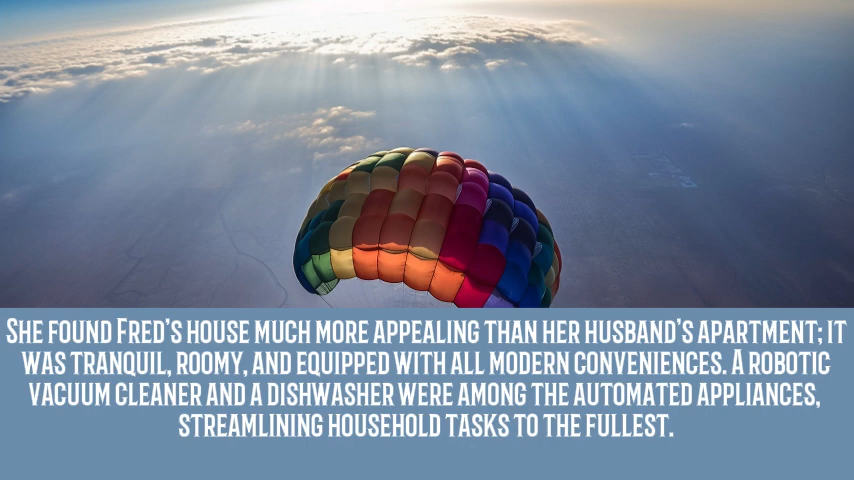 She found Fred's house much more appealing than her husband's apartment; it
was tranquil, roomy, and equipped with all modern conveniences. A robotic
vacuum cleaner and a dishwasher were among the automated appliances,
streamlining household tasks to the fullest.